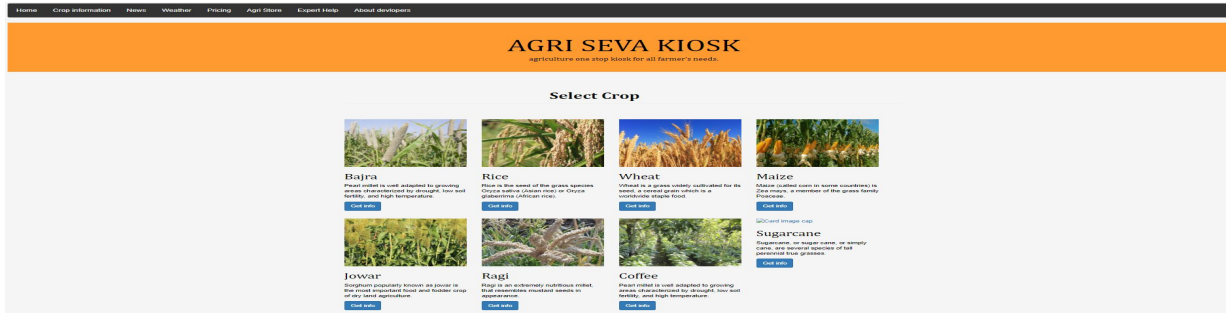 Home Crop information News Weather Pricing Agri Store Expert Help About devlopers
AGRI SEVA KIOSK
agriculture one stop kiosk for all farmer's needs.
Select Crop
Bajra
Pearl millet is well adapted to growing
areas characterized by drought, low soil
fertility, and high temperature.
Get info
Rice
Rice is the seed of the grass species
Oryza sativa (Asian rice) or Oryza
glaberrima (African rice).
Get info
Wheat
Wheat is a grass widely cultivated for its
seed, a cereal grain which is a
worldwide staple food.
Get info
Maize
Maize (called corn in some countries) is
Zea mays, a member of the grass family
Poaceae.
Get info
Jowar
Sorghum popularly known as jowar is
the most important food and fodder crop
of dry land agriculture.
Get info
Ragi
Ragi is an extremely nutritious millet,
that resembles mustard seeds in
appearance.
Get info
Coffee
Pearl millet is well adapted to growing
areas characterized by drought, low soil
fertility, and high temperature.
Get info
Card image cap
Sugarcane
Sugarcane, or sugar cane, or simply
cane, are several species of tall
perennial true grasses.
Get info